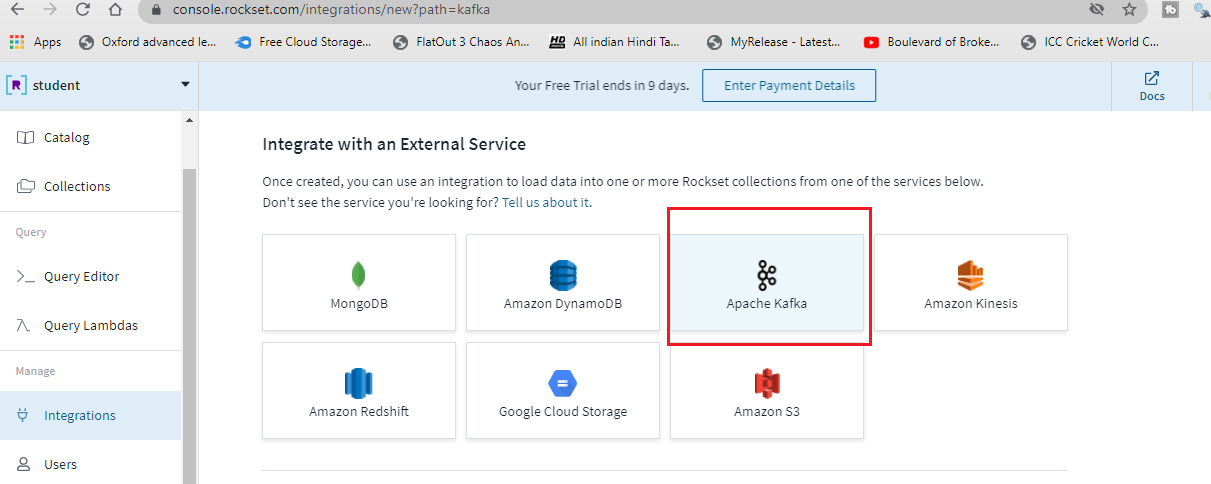 console.rockset.com/integrations/new?path=kafka
Apps Oxford advanced le... Free Cloud Storage... FlatOut 3 Chaos An... HD All indian Hindi Ta... MyRelease - Latest... Boulevard of Broke... ICC Cricket World C...
[R] student
Your Free Trial ends in 9 days. Enter Payment Details
Docs
Catalog
Collections
Query
Query Editor
Query Lambdas
Manage
Integrations
Users
Integrate with an External Service
Once created, you can use an integration to load data into one or more Rockset collections from one of the services below.
Don't see the service you're looking for? Tell us about it.
MongoDB Amazon DynamoDB Apache Kafka Amazon Kinesis
Amazon Redshift Google Cloud Storage Amazon S3